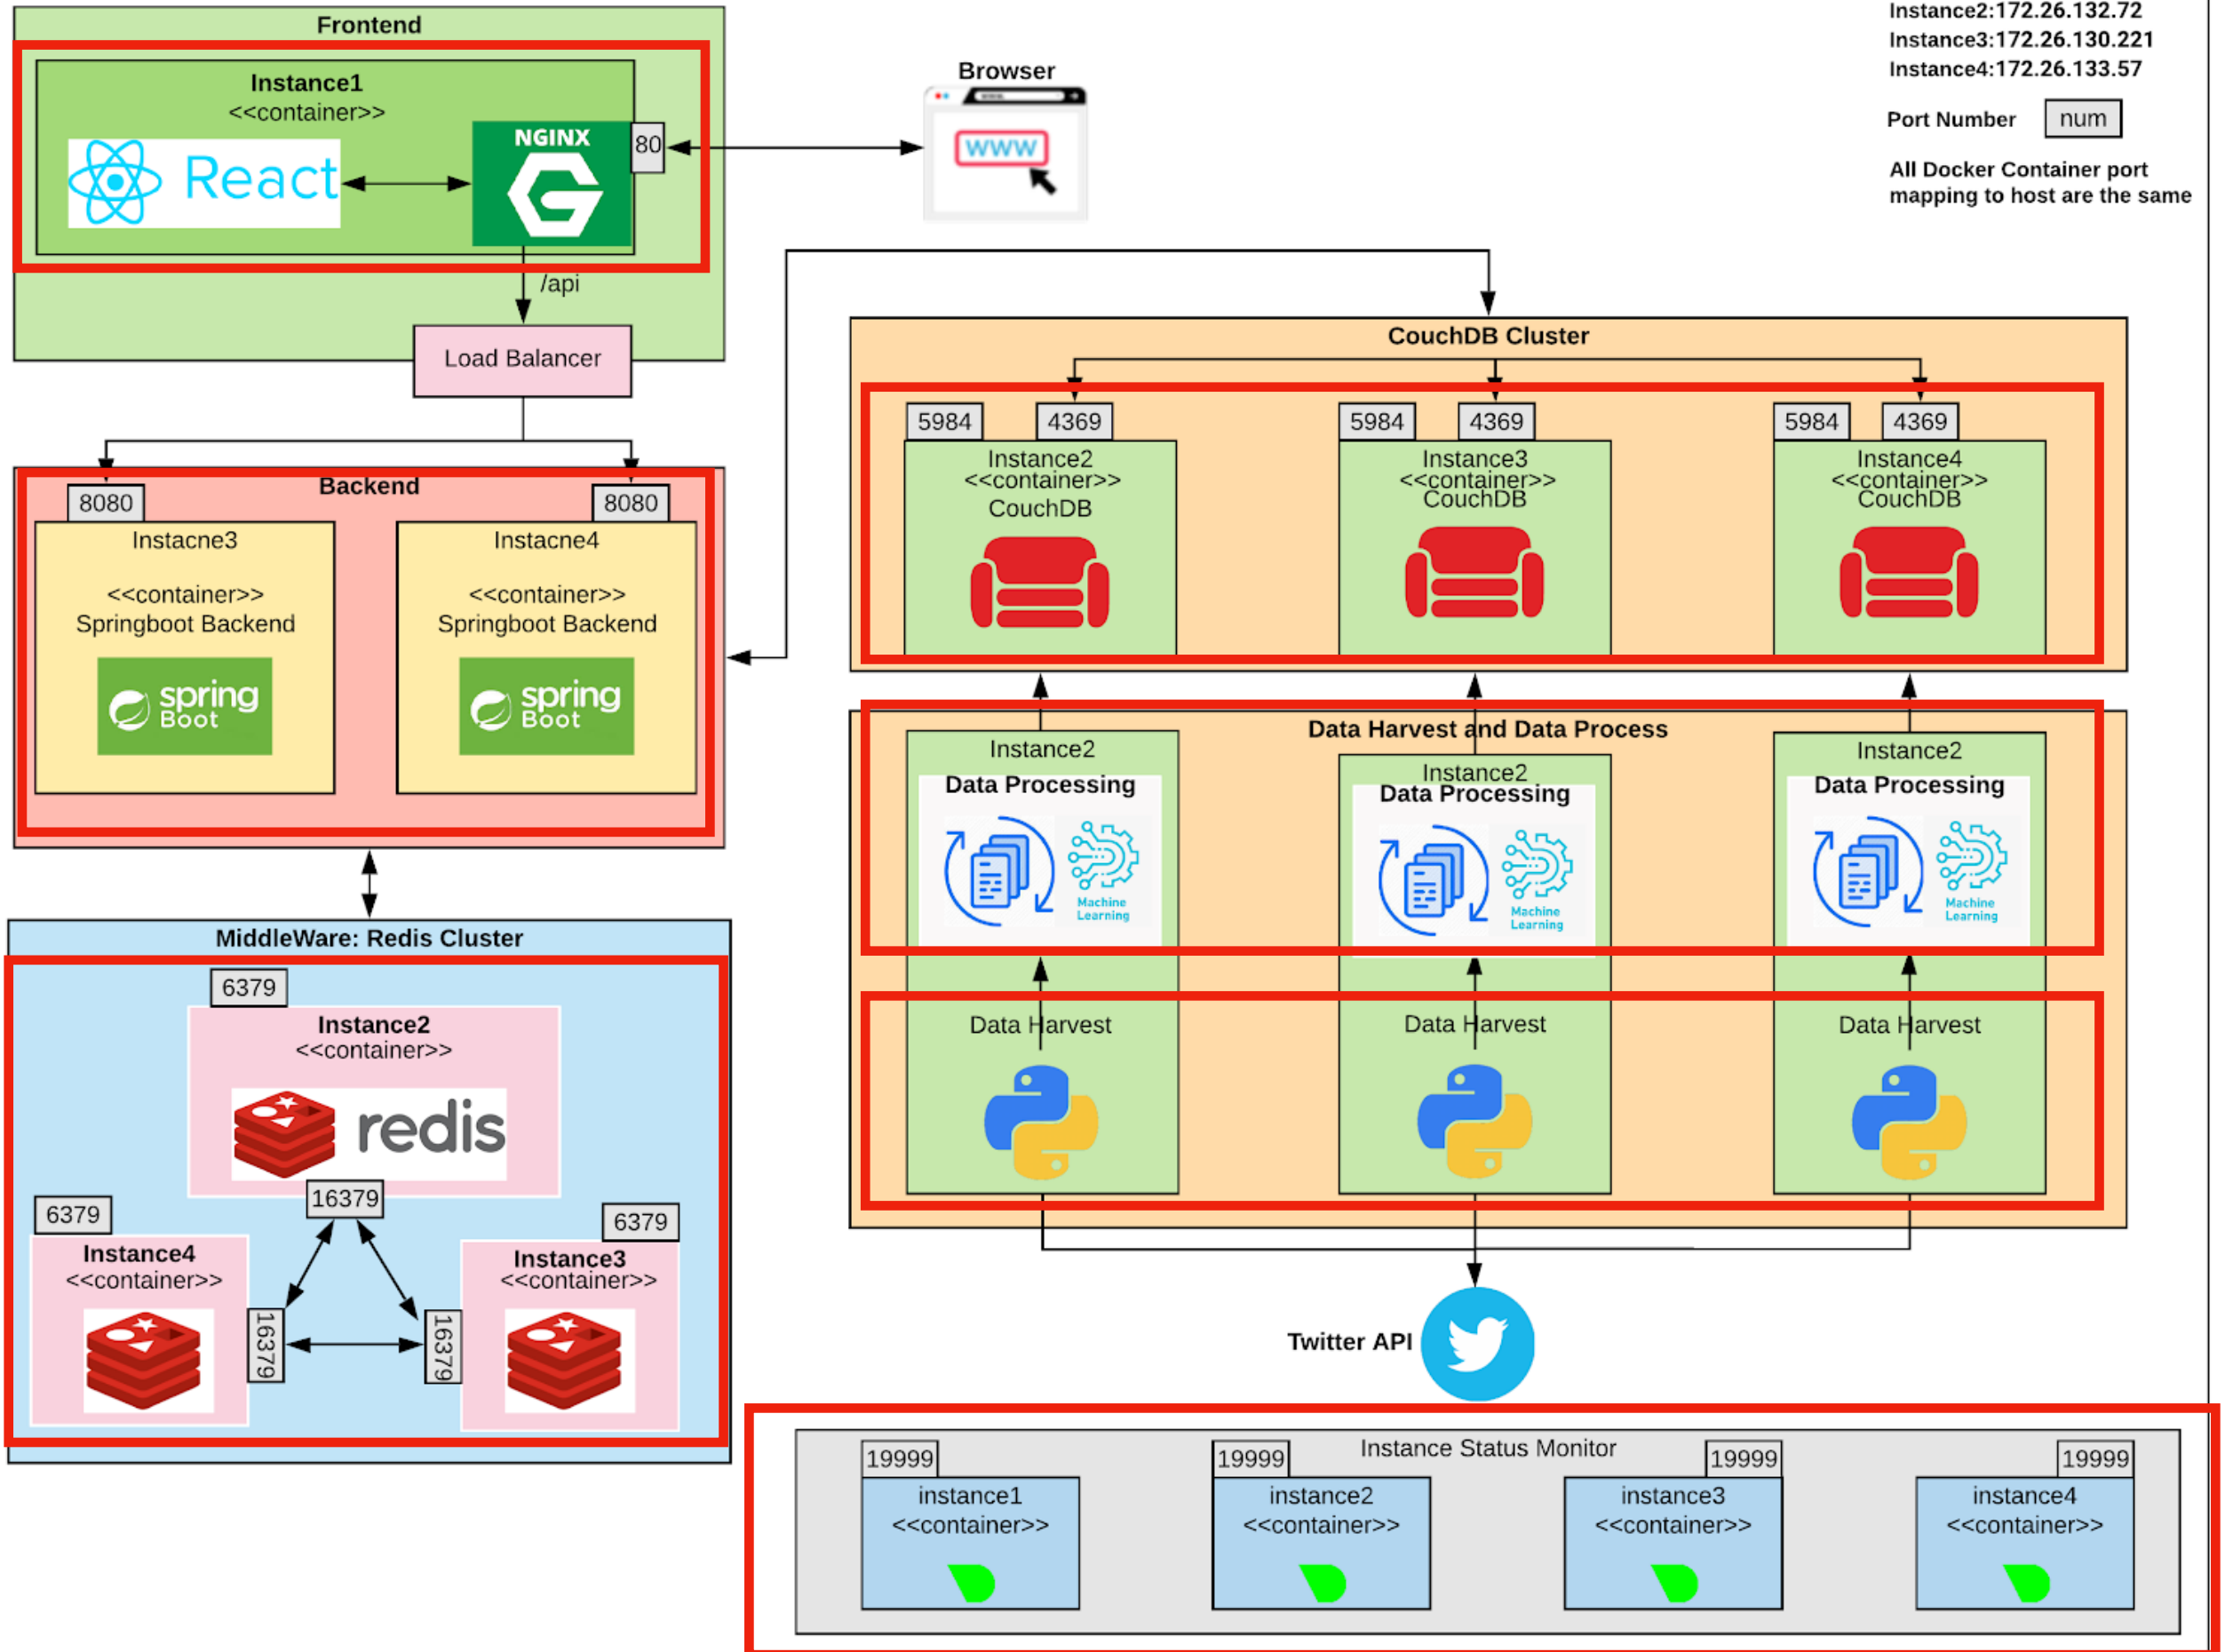 Frontend
Instance1
<<container>>
React
NGINX
80
/api
Load Balancer
Browser
WWW
Instance2:172.26.132.72
Instance3:172.26.130.221
Instance4:172.26.133.57
Port Number
num
All Docker Container port
mapping to host are the same
Backend
8080
8080
Instacne3
<<container>>
Springboot Backend
spring
Boot
Instacne4
<<container>>
Springboot Backend
spring
Boot
MiddleWare: Redis Cluster
6379
Instance2
<<container>>
redis
16379
6379
Instance4
<<container>>
16379
6379
Instance3
<<container>>
16379
CouchDB Cluster
5984
4369
Instance2
<<container>>
CouchDB
5984
4369
Instance3
<<container>>
CouchDB
5984
4369
Instance4
<<container>>
CouchDB
Data Harvest and Data Process
Instance2
Data Processing
Machine
Learning
Instance2
Data Processing
Machine
Learning
Instance2
Data Processing
Machine
Learning
Data Harvest
Data Harvest
Data Harvest
Twitter API
Instance Status Monitor
19999
instance1
<<container>>
19999
instance2
<<container>>
19999
instance3
<<container>>
19999
instance4
<<container>>